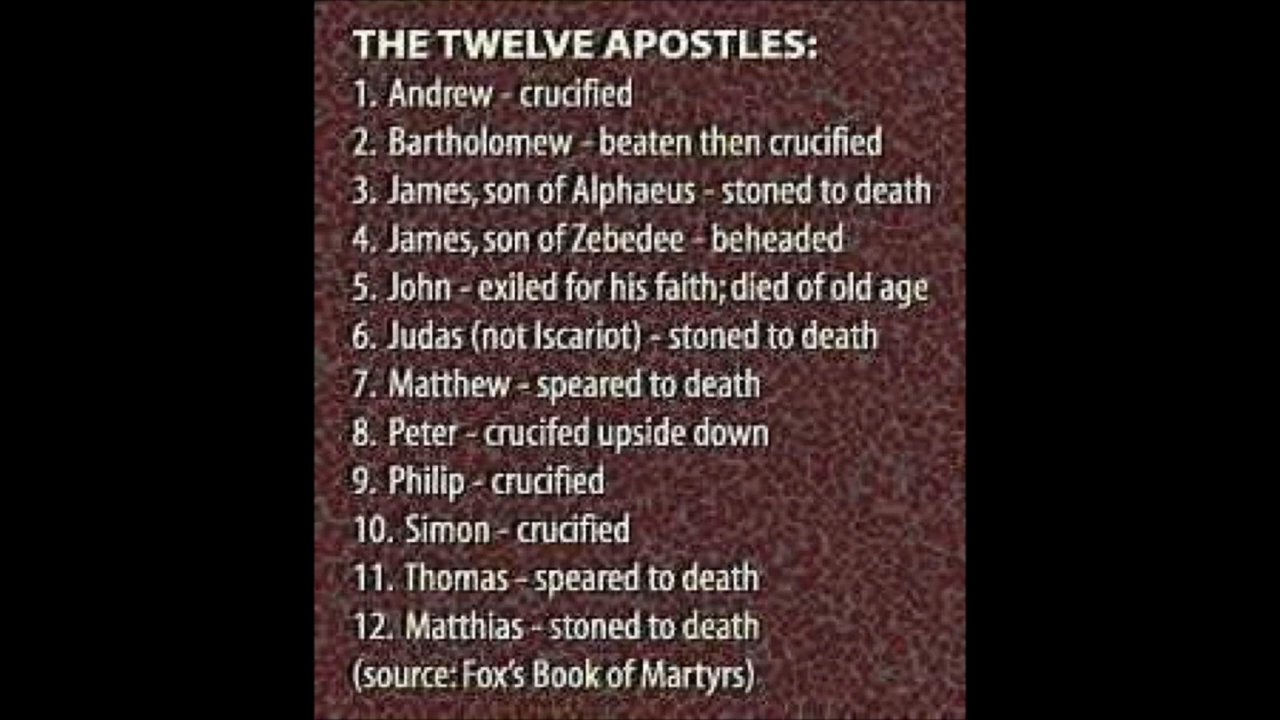 THE TWELVE APOSTLES:
1. Andrew - crucified
2. Bartholomew - beaten then crucified
3. James, son of Alphaeus - stoned to death
4. James, son of Zebedee - beheaded
5. John - exiled for his faith; died of old age
6. Judas (not Iscariot) - stoned to death
7. Matthew - speared to death
8. Peter - crucifed upside down
9. Philip - crucified
10. Simon - crucified
11. Thomas - speared to death
12. Matthias - stoned to death
(source: Fox's Book of Martyrs)